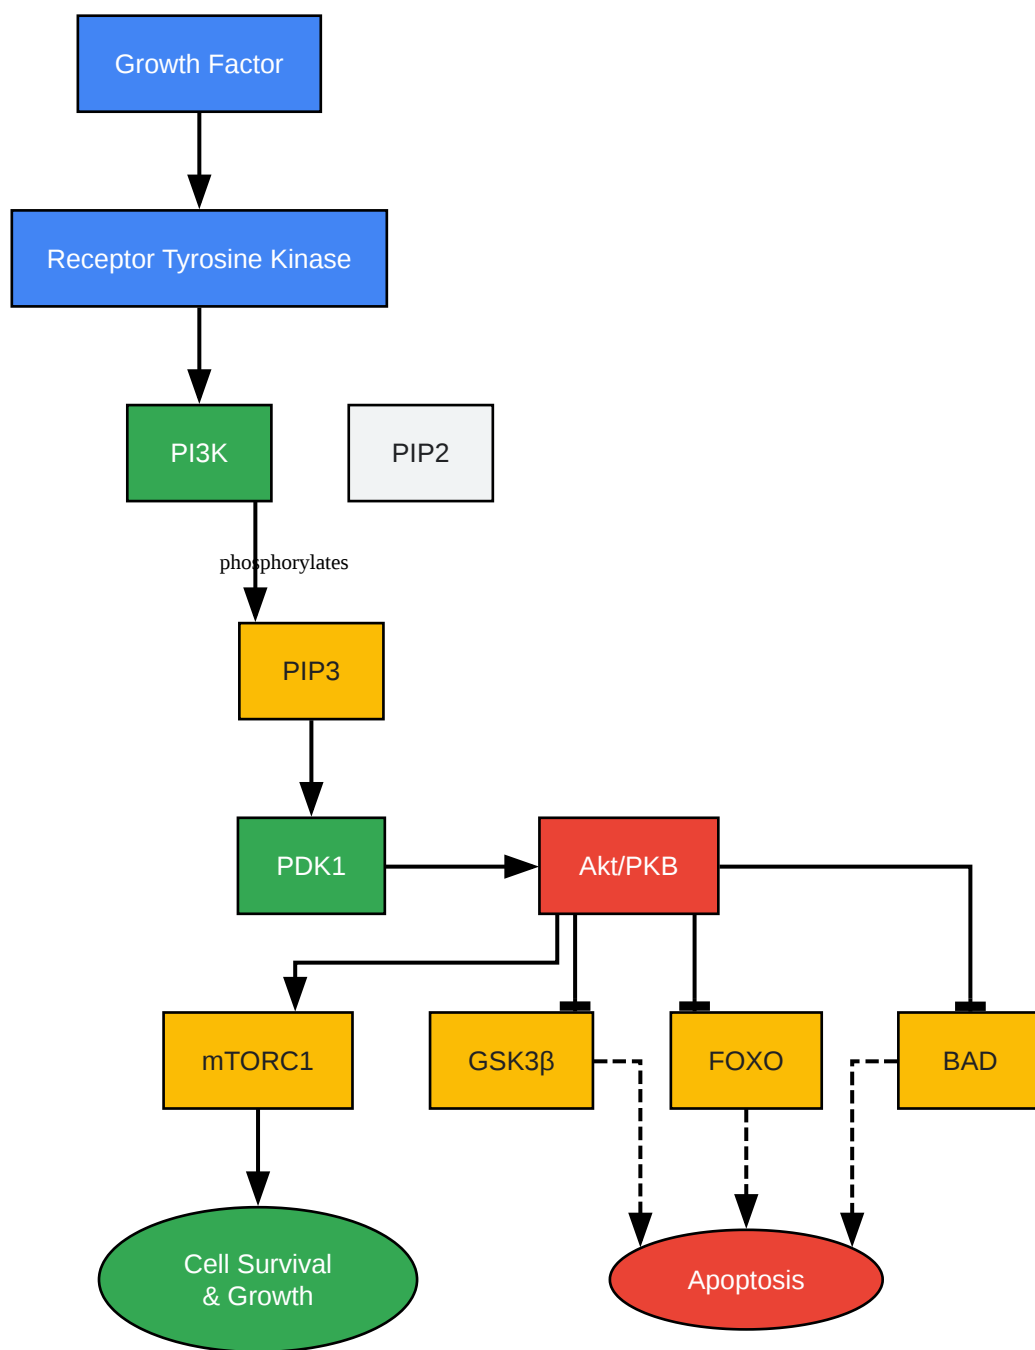 Growth Factor
Receptor Tyrosine Kinase
PI3K
PIP2
phosphorylates
PIP3
PDK1
Akt/PKB
mTORC1
GSK3β
FOXO
BAD
Cell Survival
& Growth
Apoptosis